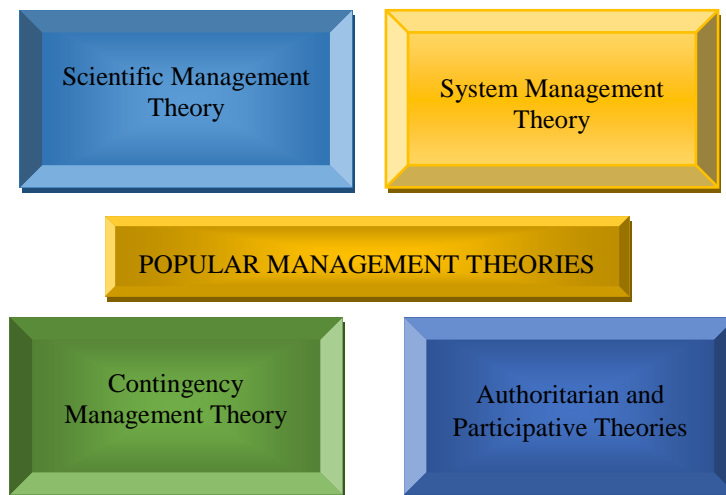 Scientific Management
Theory
System Management
Theory
POPULAR MANAGEMENT THEORIES
Contingency
Management Theory
Authoritarian and
Participative Theories